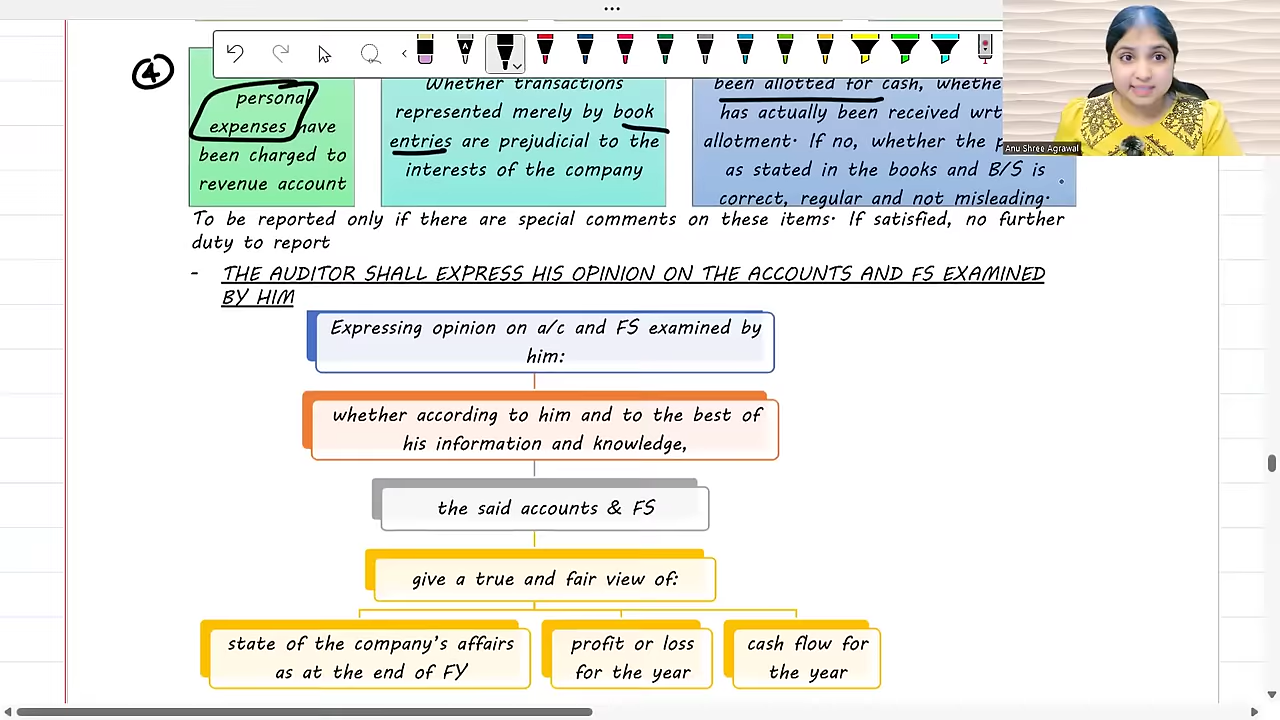 ④
personal
expenses have
been charged to
revenue account
Whether transactions
represented merely by book
entries are prejudicial to the
interests of the company
been allotted for cash,
has actually been received wrt
allotment. If no, whether the
as stated in the books and B/S is
correct, regular and not misleading.
Anu Shree Agrawal
To be reported only if there are special comments on these items. If satisfied, no further
duty to report
- THE AUDITOR SHALL EXPRESS HIS OPINION ON THE ACCOUNTS AND FS EXAMINED
BY HIM
Expressing opinion on a/c and FS examined by
him:
whether according to him and to the best of
his information and knowledge,
the said accounts & FS
give a true and fair view of:
state of the company's affairs
as at the end of FY
profit or loss
for the year
cash flow for
the year